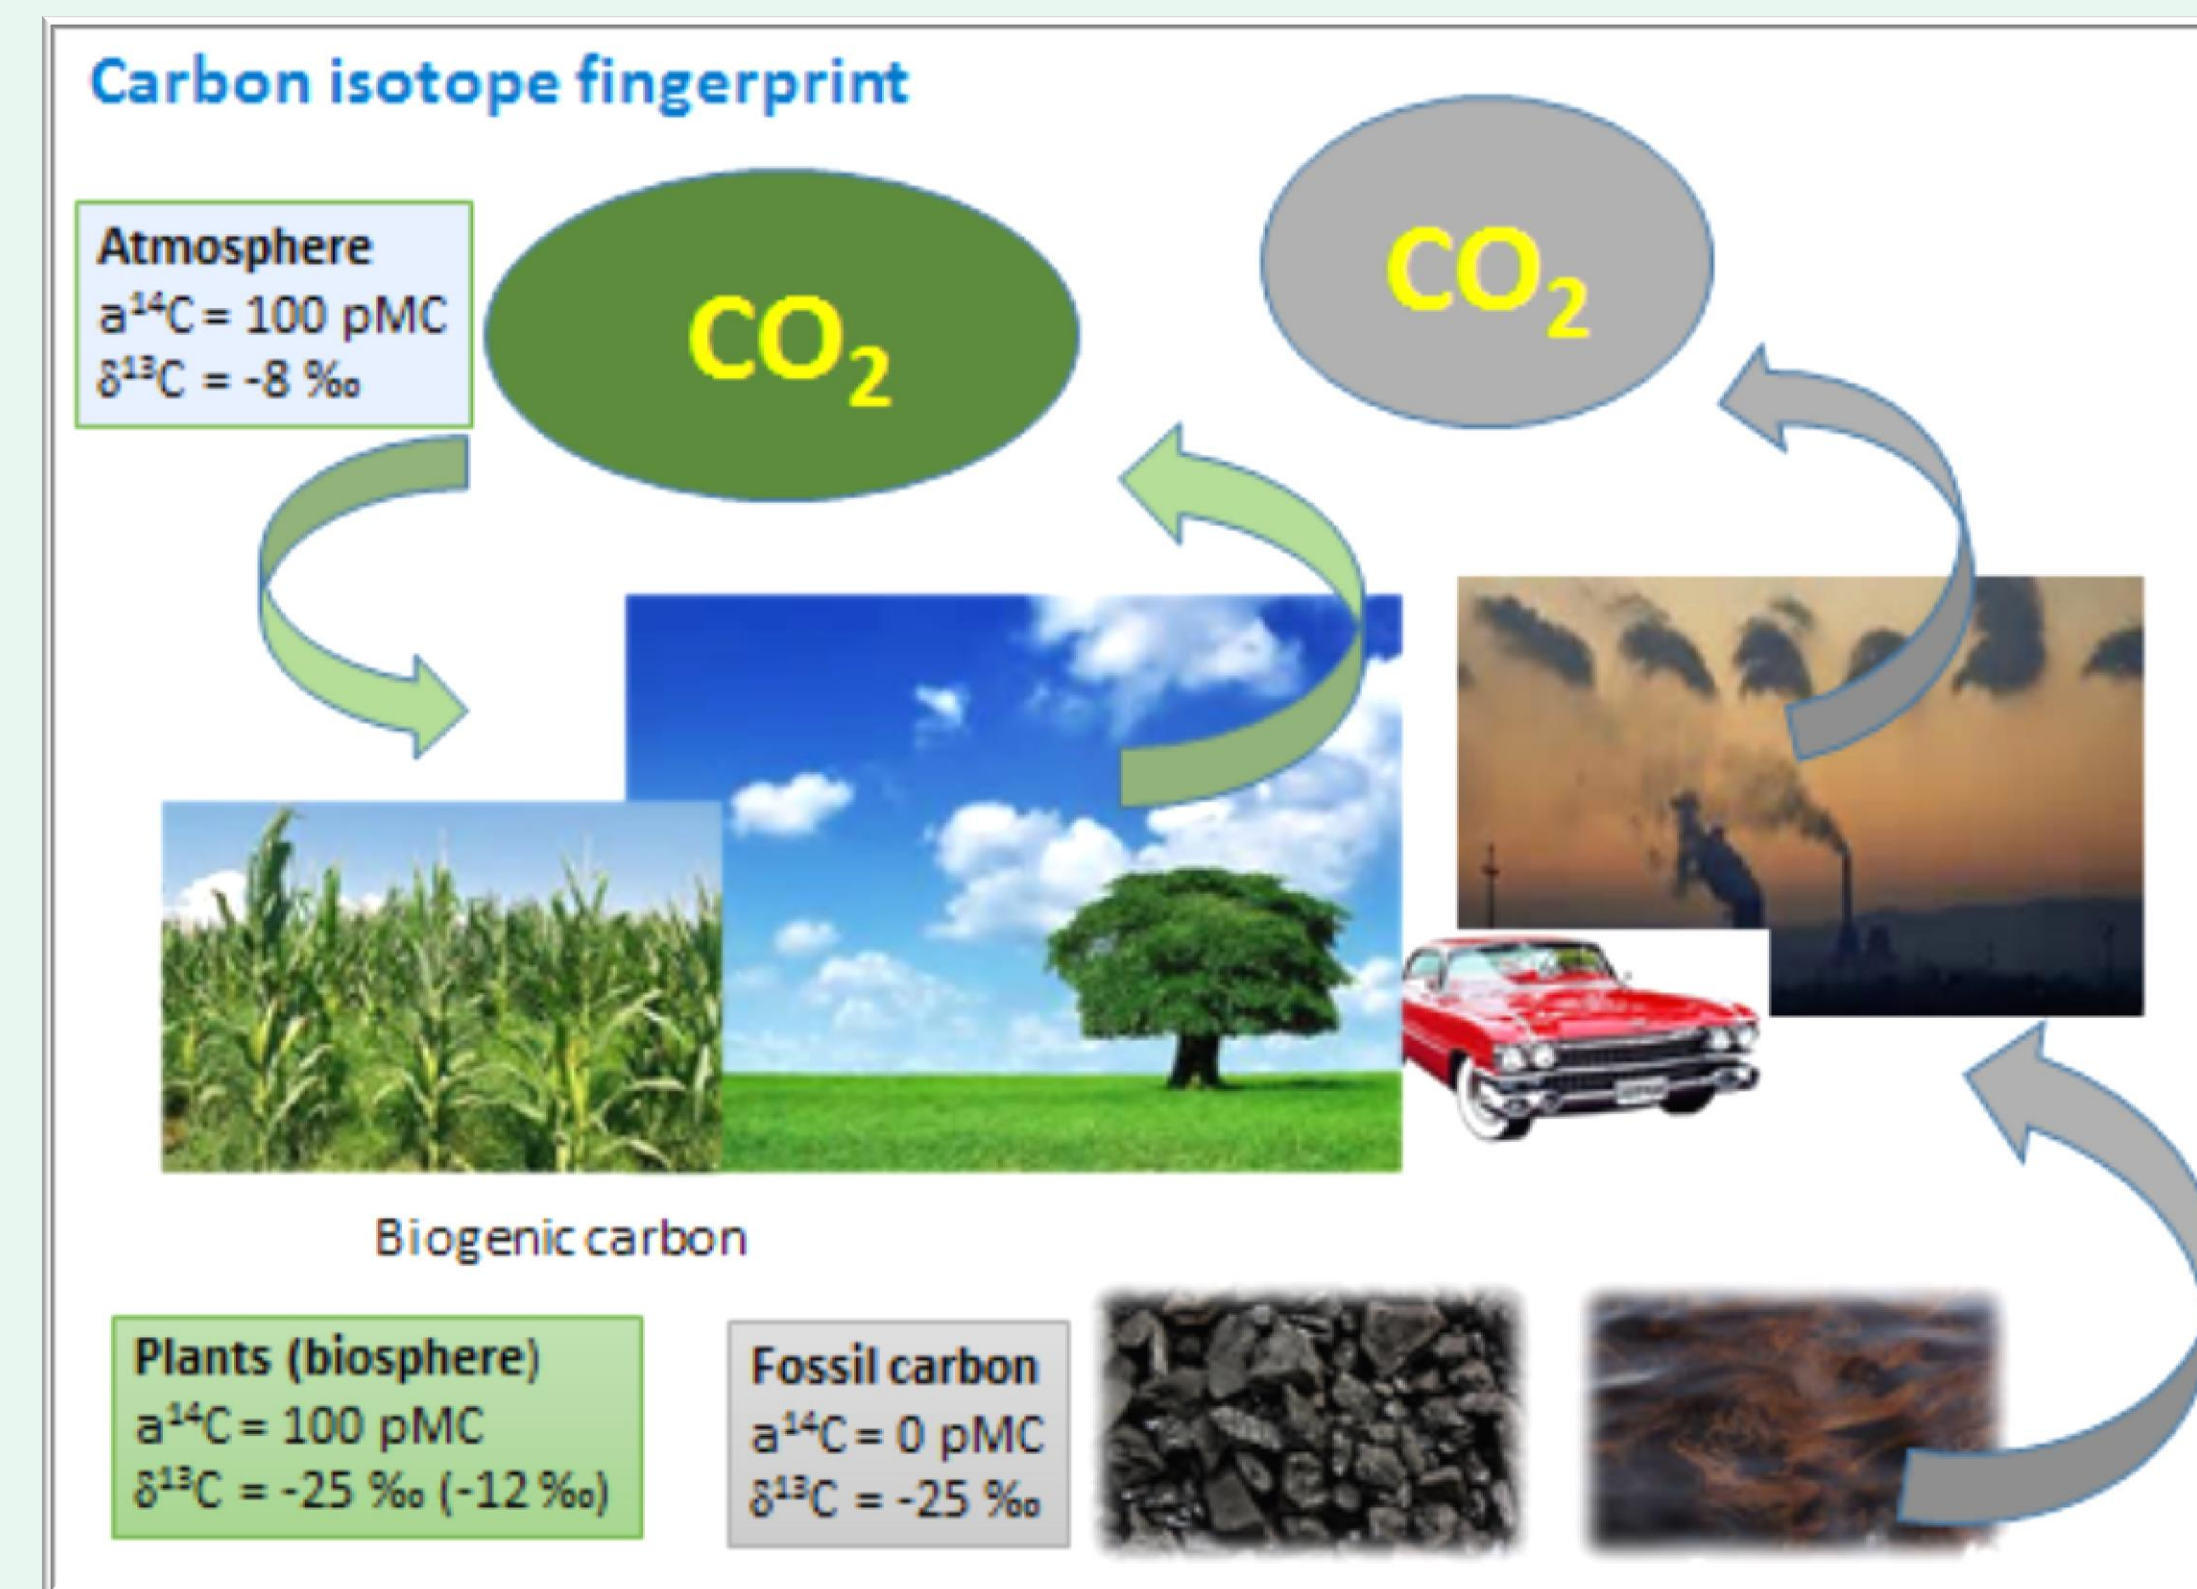 Carbon isotope fingerprint
Atmosphere
a¹⁴C = 100 pMC
δ¹³C = -8 ‰
CO₂
CO₂
Biogenic carbon
Plants (biosphere)
a¹⁴C = 100 pMC
δ¹³C = -25 ‰ (-12 ‰)
Fossil carbon
a¹⁴C = 0 pMC
δ¹³C = -25 ‰